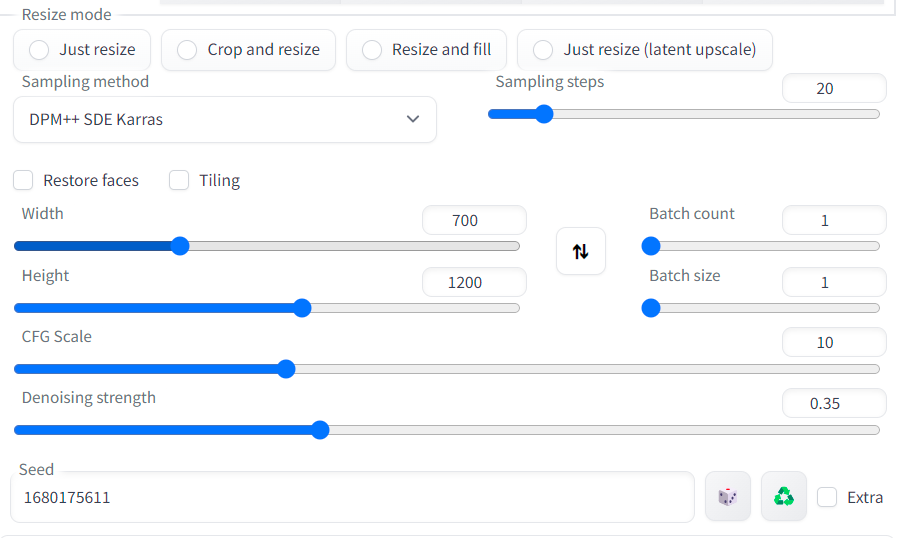 Resize mode
Just resize Crop and resize Resize and fill Just resize (latent upscale)
Sampling method Sampling steps 20
DPM++ SDE Karras
Restore faces Tiling
Width 700 Batch count 1
Height 1200 Batch size 1
CFG Scale 10
Denoising strength 0.35
Seed
1680175611 Extra